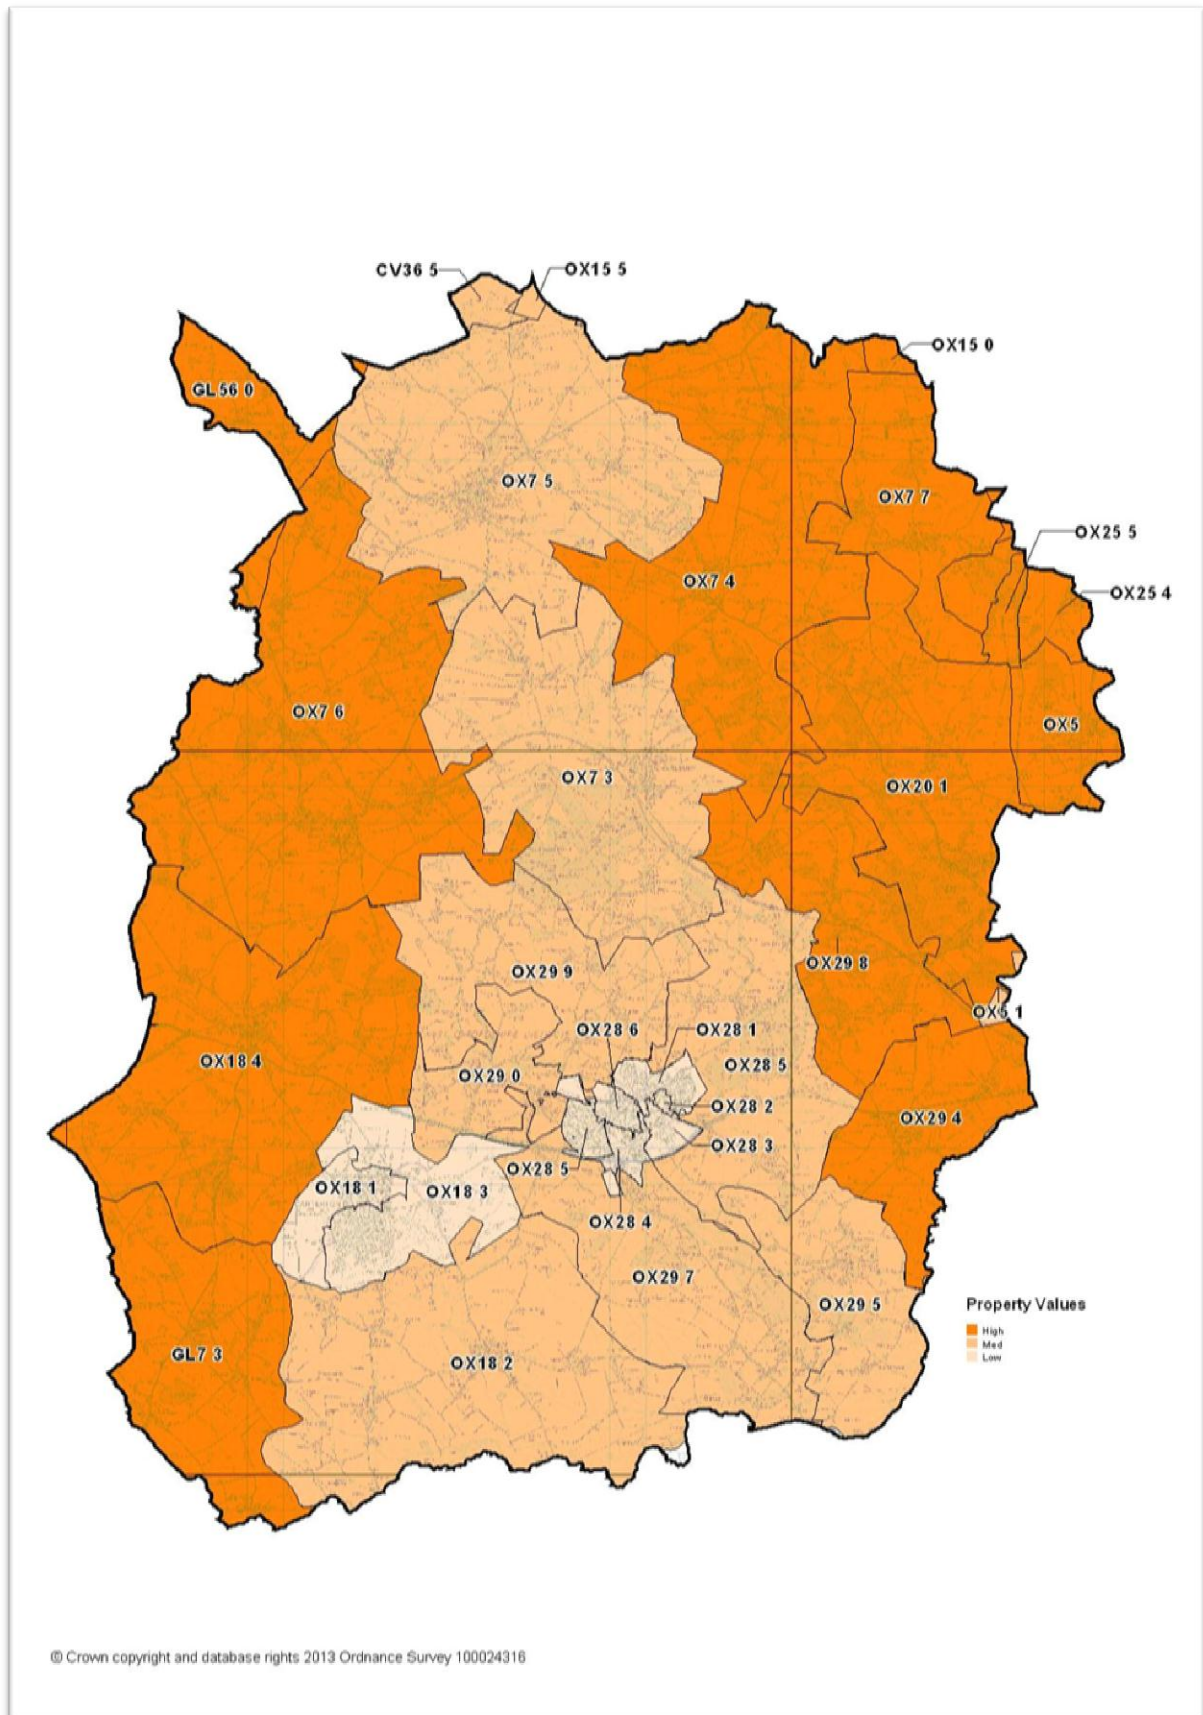 CV36 5
OX15 5
OX15 0
GL56 0
OX7 5
OX7 7
OX25 5
OX7 4
OX25 4
OX7 6
OX5
OX7 3
OX20 1
OX29 8
OX29 9
OX5 1
OX28 6
OX28 1
OX18 4
OX28 5
OX29 0
OX28 2
OX29 4
OX28 3
OX28 5
OX18 1
OX18 3
OX28 4
OX29 7
Property Values
OX29 5
High
Med
Low
GL7 3
OX18 2
© Crown copyright and database rights 2013 Ordnance Survey 100024316